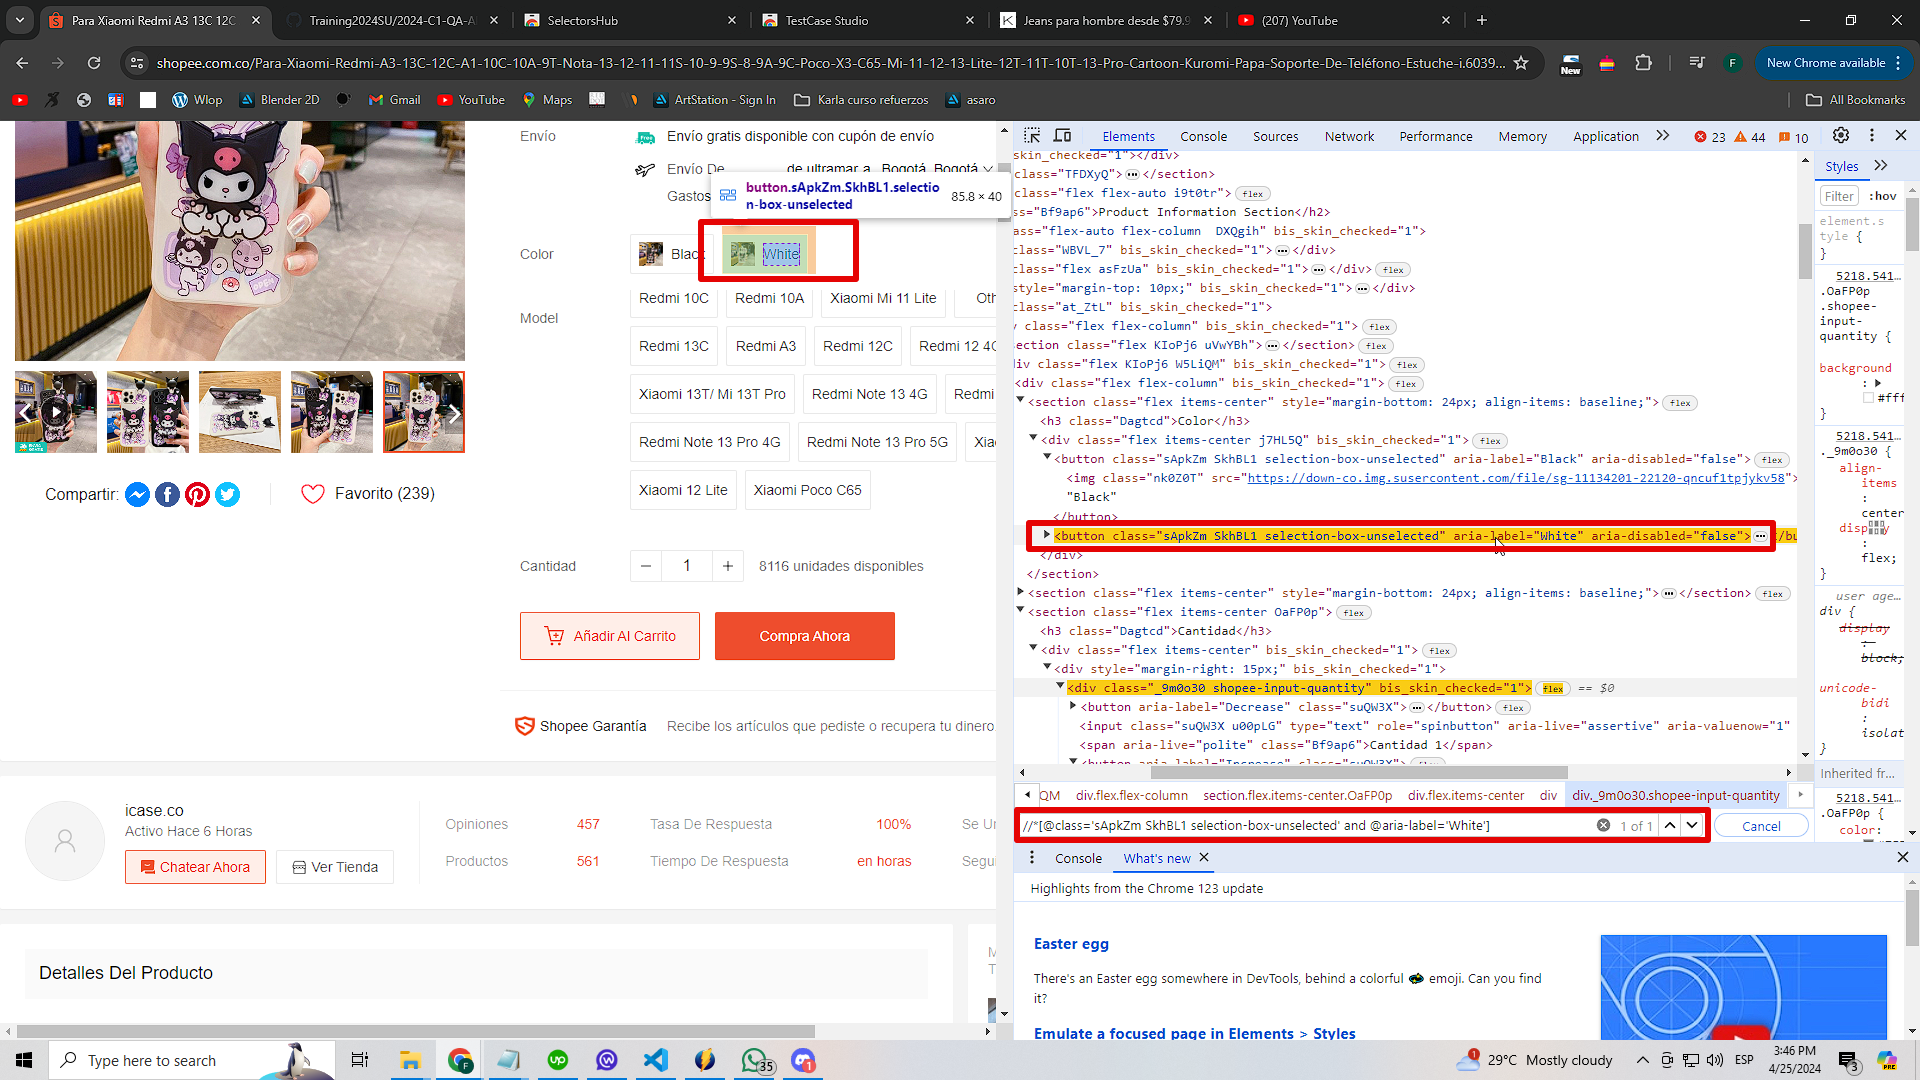 Para Xiaomi Redmi A3 13C 12C
Training2024SU/2024-C1-QA-A
SelectorsHub
TestCase Studio
Jeans para hombre desde $79.9
(207) YouTube
shopee.com.co/Para-Xiaomi-Redmi-A3-13C-12C-A1-10C-10A-9T-Nota-13-12-11-11S-10-9-9S-8-9A-9C-Poco-X3-C65-Mi-11-12-13-Lite-12T-11T-10T-13-Pro-Cartoon-Kuromi-Papa-Soporte-De-Teléfono-Estuche-i.6039...
New
F
New Chrome available
Wlop
Blender 2D
Gmail
YouTube
Maps
ArtStation - Sign In
Karla curso refuerzos
asaro
All Bookmarks
Envío
Envío gratis disponible con cupón de envío
Envío De
de ultramar a
Bogotá, Bogotá
Gastos
button.sApkZm.SkhBL1.selectio
n-box-unselected
85.8 × 40
Color
Black
White
Model
Redmi 10C
Redmi 10A
Xiaomi Mi 11 Lite
Oth
Redmi 13C
Redmi A3
Redmi 12C
Redmi 12 4G
Xiaomi 13T/ Mi 13T Pro
Redmi Note 13 4G
Redmi
Redmi Note 13 Pro 4G
Redmi Note 13 Pro 5G
Xia
Xiaomi 12 Lite
Xiaomi Poco C65
Compartir:
Favorito (239)
Cantidad
1
8116 unidades disponibles
Añadir Al Carrito
Compra Ahora
Shopee Garantía
Recibe los artículos que pediste o recupera tu dinero.
icase.co
Activo Hace 6 Horas
Chatear Ahora
Ver Tienda
Opiniones
457
Tasa De Respuesta
100%
Se Un
Productos
561
Tiempo De Respuesta
en horas
Segu
Detalles Del Producto
M
T
Elements
Console
Sources
Network
Performance
Memory
Application
23
44
10
skin_checked="1"></div>
class="TFDXyQ">…</section>
class="flex flex-auto i9t0tr"> flex
ss="Bf9ap6">Product Information Section</h2>
class="flex-auto flex-column  DXQgih" bis_skin_checked="1">
class="WBVL_7" bis_skin_checked="1">…</div>
class="flex asFzUa" bis_skin_checked="1">…</div> flex
style="margin-top: 10px;" bis_skin_checked="1">…</div>
class="at_ZtL" bis_skin_checked="1">
v class="flex flex-column" bis_skin_checked="1"> flex
section class="flex KIoPj6 uVwYBh">…</section> flex
div class="flex KIoPj6 W5LiQM" bis_skin_checked="1"> flex
<div class="flex flex-column" bis_skin_checked="1"> flex
<section class="flex items-center" style="margin-bottom: 24px; align-items: baseline;"> flex
<h3 class="Dagtcd">Color</h3>
<div class="flex items-center j7HL5Q" bis_skin_checked="1"> flex
<button class="sApkZm SkhBL1 selection-box-unselected" aria-label="Black" aria-disabled="false"> flex
<img class="nk0Z0T" src="https://down-co.img.susercontent.com/file/sg-11134201-22120-qncuf1tpjykv58">
"Black"
</button>
<button class="sApkZm SkhBL1 selection-box-unselected" aria-label="White" aria-disabled="false">…</bu
</div>
</section>
<section class="flex items-center" style="margin-bottom: 24px; align-items: baseline;">…</section> flex
<section class="flex items-center OaFP0p"> flex
<h3 class="Dagtcd">Cantidad</h3>
<div class="flex items-center" bis_skin_checked="1"> flex
<div style="margin-right: 15px;" bis_skin_checked="1">
<div class="_9m0o30 shopee-input-quantity" bis_skin_checked="1"> flex == $0
<button aria-label="Decrease" class="suQW3X">…</button> flex
<input class="suQW3X u00pLG" type="text" role="spinbutton" aria-live="assertive" aria-valuenow="1"
<span aria-live="polite" class="Bf9ap6">Cantidad 1</span>
<button aria-label="Increase" class="suQW3X"> flex
QM
div.flex.flex-column
section.flex.items-center.OaFP0p
div.flex.items-center
div
div._9m0o30.shopee-input-quantity
//*[@class='sApkZm SkhBL1 selection-box-unselected' and @aria-label='White']
1 of 1
Cancel
Styles
Filter
:hov
element.s
tyle {
}
5218.541…
.OaFP0p
.shopee-
input-
quantity {
background
:
#fff
}
5218.541…
._9m0o30 {
align-
items
:
center
display
:
flex;
}
user age…
div {
display
:
block;
unicode-
bidi
:
isolat
}
Inherited fr…
5218.541…
.OaFP0p {
color:
Console
What's new
Highlights from the Chrome 123 update
Easter egg
There's an Easter egg somewhere in DevTools, behind a colorful emoji. Can you find
it?
Emulate a focused page in Elements > Styles
Type here to search
35
1
1
29°C
Mostly cloudy
ESP
3:46 PM
4/25/2024
3
PRE